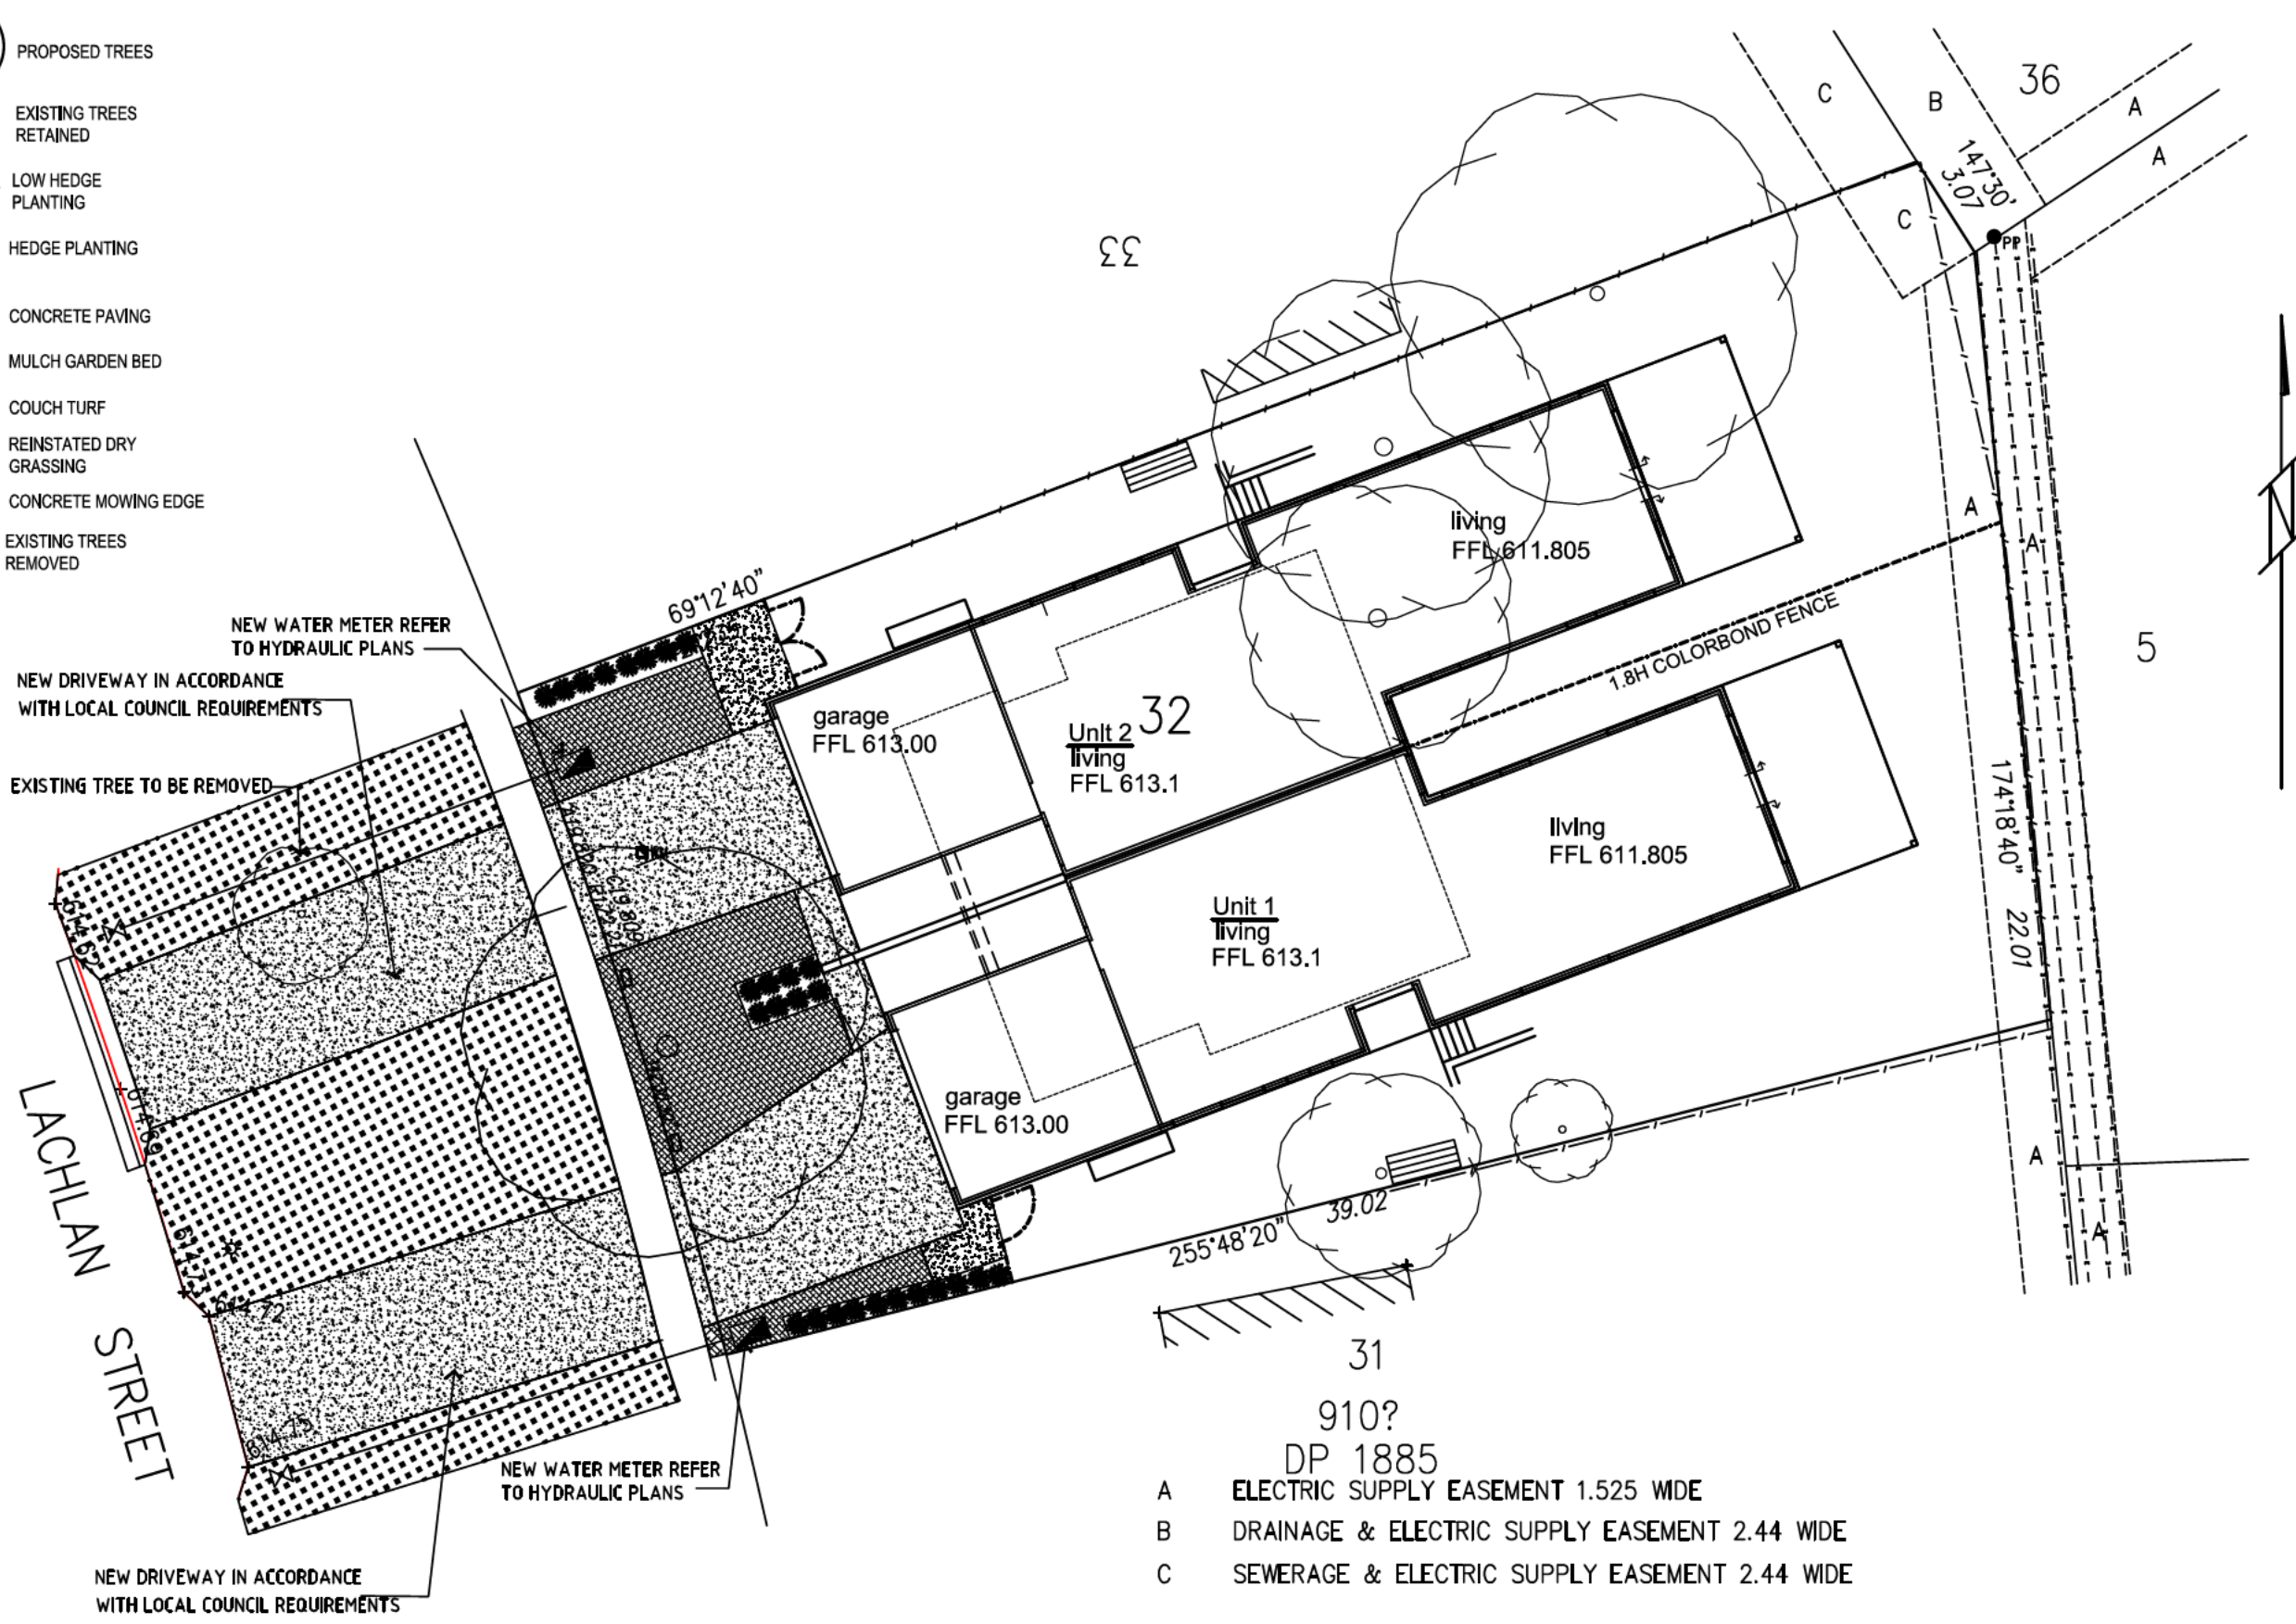 PROPOSED TREES
EXISTING TREES
RETAINED
LOW HEDGE
PLANTING
HEDGE PLANTING
CONCRETE PAVING
MULCH GARDEN BED
COUCH TURF
REINSTATED DRY
GRASSING
CONCRETE MOWING EDGE
EXISTING TREES
REMOVED
NEW WATER METER REFER
TO HYDRAULIC PLANS
NEW DRIVEWAY IN ACCORDANCE
WITH LOCAL COUNCIL REQUIREMENTS
EXISTING TREE TO BE REMOVED
33
36
C
B
A
A
147°30'
3.07
C
PP
69°12'40"
living
FFL 611.805
A
A
1.8H COLORBOND FENCE
5
garage
FFL 613.00
32
Unit 2
living
FFL 613.1
living
FFL 611.805
Unit 1
living
FFL 613.1
174°18'40"
22.01
garage
FFL 613.00
614.69
614.72
614.75
LACHLAN
STREET
39.02
255°48'20"
A
A
31
910?
DP 1885
NEW WATER METER REFER
TO HYDRAULIC PLANS
NEW DRIVEWAY IN ACCORDANCE
WITH LOCAL COUNCIL REQUIREMENTS
A ELECTRIC SUPPLY EASEMENT 1.525 WIDE
B DRAINAGE & ELECTRIC SUPPLY EASEMENT 2.44 WIDE
C SEWERAGE & ELECTRIC SUPPLY EASEMENT 2.44 WIDE
N